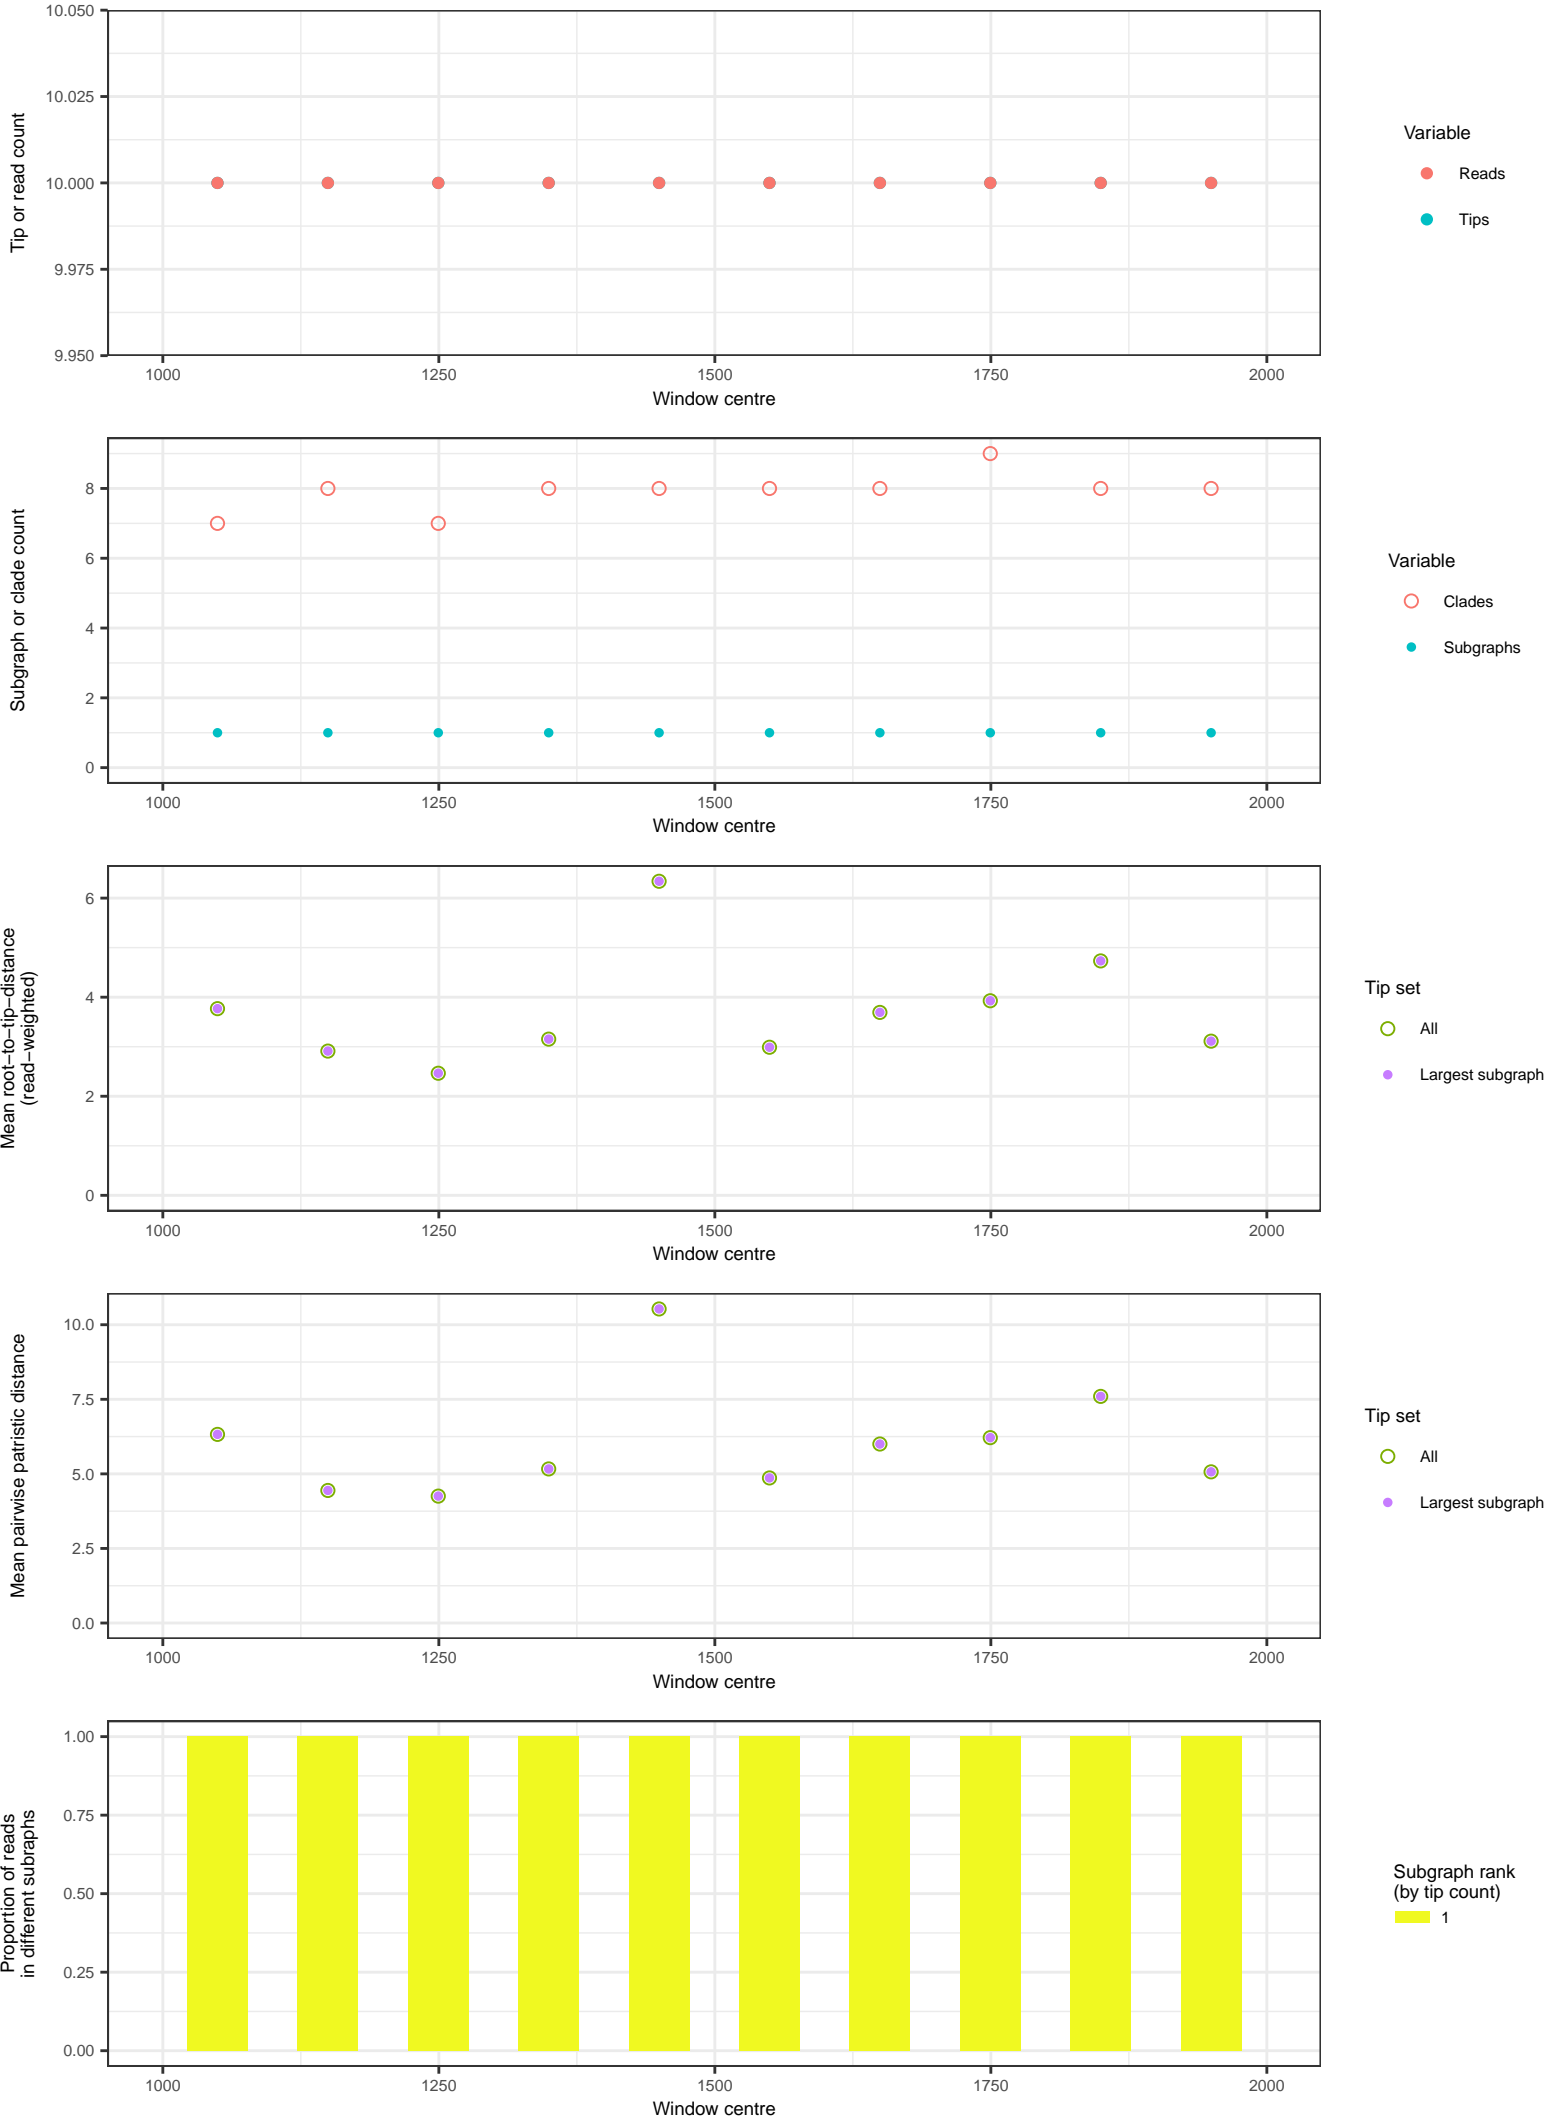 10.050
10.025
10.000
9.975
9.950
Tip or read count
1000 1250 1500 1750 2000
Window centre
Variable
Reads
Tips
8
6
4
2
0
Subgraph or clade count
1000 1250 1500 1750 2000
Window centre
Variable
Clades
Subgraphs
6
4
2
0
Mean root−to−tip−distance
(read−weighted)
1000 1250 1500 1750 2000
Window centre
Tip set
All
Largest subgraph
10.0
7.5
5.0
2.5
0.0
Mean pairwise patristic distance
1000 1250 1500 1750 2000
Window centre
Tip set
All
Largest subgraph
1.00
0.75
0.50
0.25
0.00
Proportion of reads
in different subraphs
1000 1250 1500 1750 2000
Window centre
Subgraph rank
(by tip count)
1